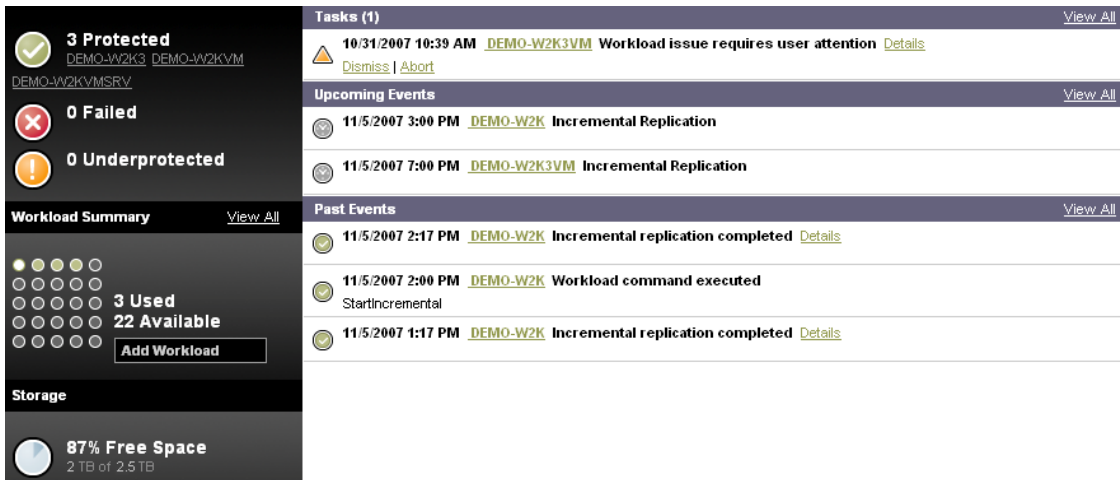 3 Protected
DEMO-W2K3 DEMO-W2KVM
DEMO-W2KVMSRV
0 Failed
0 Underprotected
Workload Summary View All
3 Used
22 Available
Add Workload
Storage
87% Free Space
2 TB of 2.5 TB
Tasks (1) View All
10/31/2007 10:39 AM DEMO-W2K3VM Workload issue requires user attention Details
Dismiss | Abort
Upcoming Events View All
11/5/2007 3:00 PM DEMO-W2K Incremental Replication
11/5/2007 7:00 PM DEMO-W2K3VM Incremental Replication
Past Events View All
11/5/2007 2:17 PM DEMO-W2K Incremental replication completed Details
11/5/2007 2:00 PM DEMO-W2K Workload command executed
StartIncremental
11/5/2007 1:17 PM DEMO-W2K Incremental replication completed Details